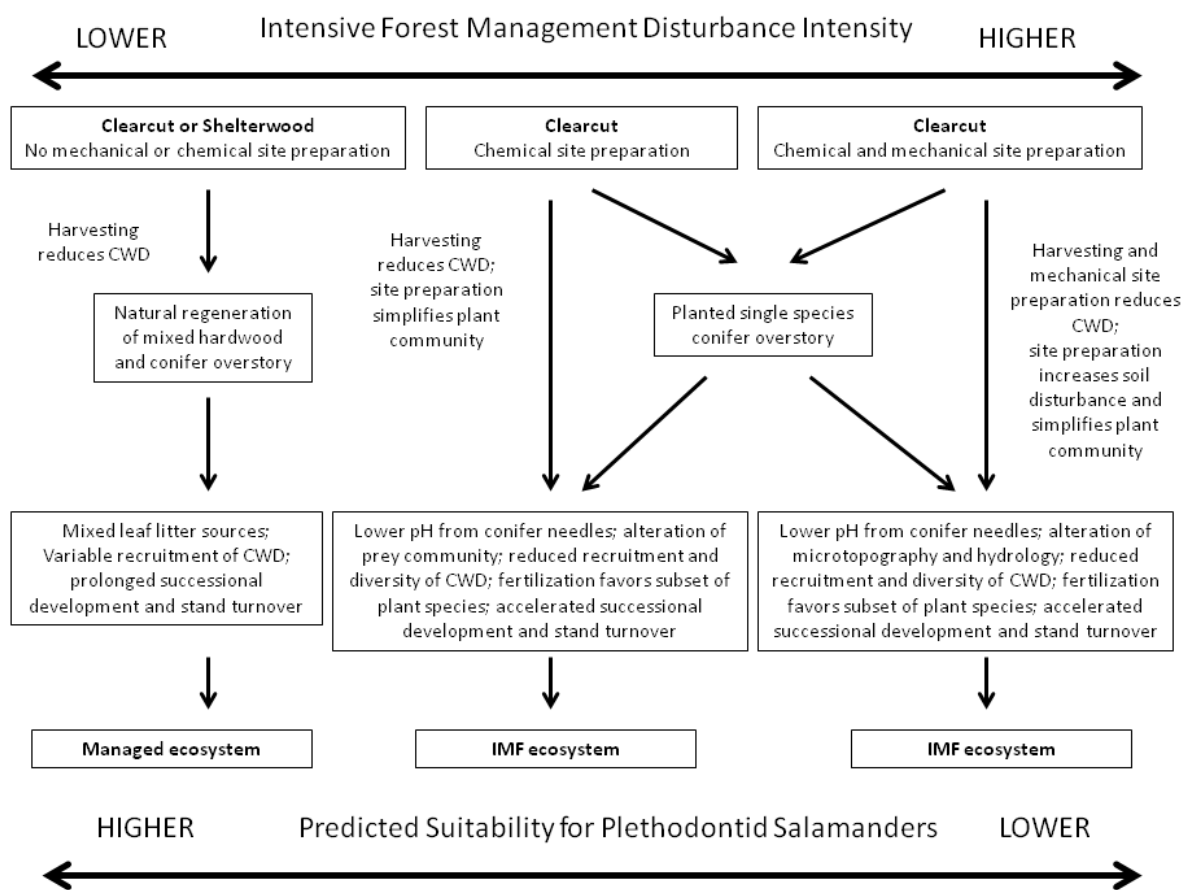 Intensive Forest Management Disturbance Intensity
LOWER
HIGHER
Clearcut or Shelterwood
No mechanical or chemical site preparation
Clearcut
Chemical site preparation
Clearcut
Chemical and mechanical site preparation
Harvesting
reduces CWD
Harvesting
reduces CWD;
site preparation
simplifies plant
community
Harvesting and
mechanical site
preparation reduces
CWD;
site preparation
increases soil
disturbance and
simplifies plant
community
Natural regeneration
of mixed hardwood
and conifer overstory
Planted single species
conifer overstory
Mixed leaf litter sources;
Variable recruitment of CWD;
prolonged successional
development and stand turnover
Lower pH from conifer needles; alteration of
prey community; reduced recruitment and
diversity of CWD; fertilization favors subset of
plant species; accelerated successional
development and stand turnover
Lower pH from conifer needles; alteration of
microtopography and hydrology; reduced
recruitment and diversity of CWD; fertilization
favors subset of plant species; accelerated
successional development and stand turnover
Managed ecosystem
IMF ecosystem
IMF ecosystem
HIGHER
Predicted Suitability for Plethodontid Salamanders
LOWER